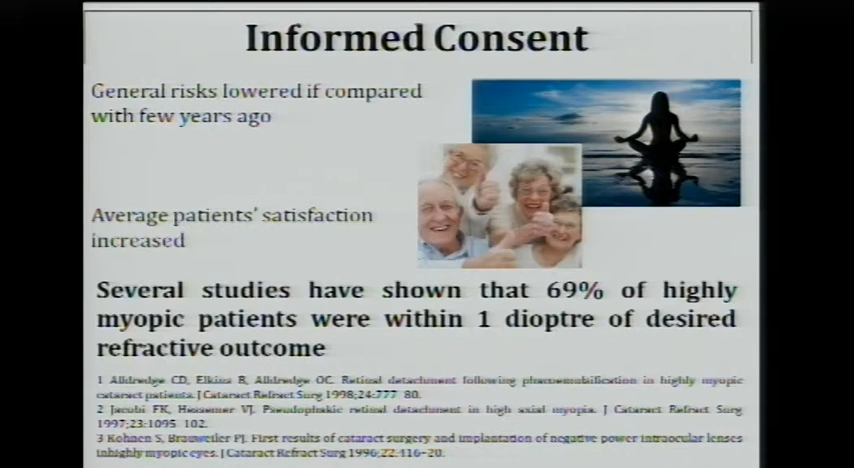 Informed Consent
General risks lowered if compared
with few years ago
Average patients' satisfaction
increased
Several studies have shown that 69% of highly
myopic patients were within 1 dioptre of desired
refractive outcome
1 Alldredge CD, Elkins B, Alldredge OC. Retinal detachment following phacoemulsification in highly myopic
cataract patients. J Cataract Refract Surg 1998;24:777 80.
2 Jacobi FK, Hessemer VJ. Pseudophakic retinal detachment in high axial myopia. J Cataract Refract Surg
1997;23:1095 102.
3 Kohnen S, Brauweiler PJ. First results of cataract surgery and implantation of negative power intraocular lenses
inhighly myopic eyes. J Cataract Refract Surg 1996;22:416–20.